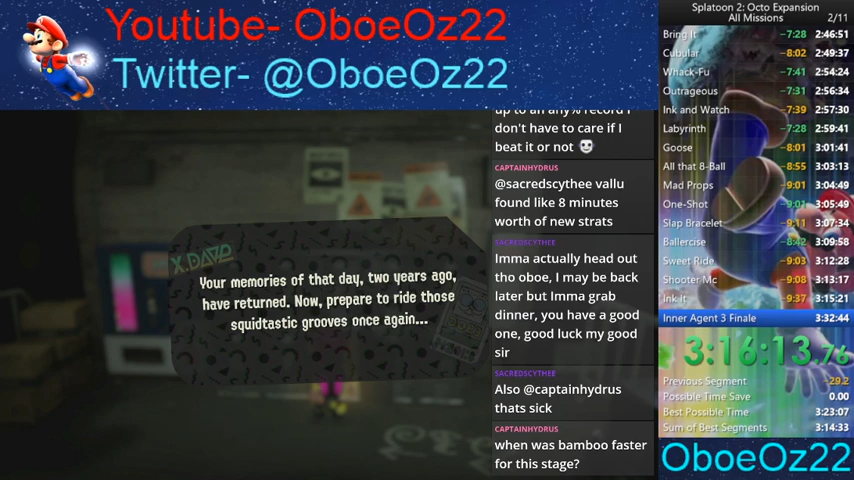 Youtube- OboeOz22
Twitter- @OboeOz22
X.DAVP
Your memories of that day, two years ago,
have returned. Now, prepare to ride those
squidtastic grooves once again...
up to an any% record I
don't have to care if I
beat it or not
CAPTAINHYDRUS
@sacredscythee vallu
found like 8 minutes
worth of new strats
SACREDSCYTHEE
Imma actually head out
tho oboe, I may be back
later but Imma grab
dinner, you have a good
one, good luck my good
sir
SACREDSCYTHEE
Also @captainhydrus
thats sick
CAPTAINHYDRUS
when was bamboo faster
for this stage?
Splatoon 2: Octo Expansion
All Missions 2/11
Bring It -7:28 2:46:51
Cubular -8:02 2:49:37
Whack-Fu -7:41 2:54:24
Outrageous -7:31 2:56:34
Ink and Watch -7:39 2:57:30
Labyrinth -7:28 2:59:41
Goose -8:01 3:01:41
All that 8-Ball -8:55 3:03:13
Mad Props -9:01 3:04:49
One-Shot -9:01 3:05:49
Slap Bracelet -9:11 3:07:34
Ballercise -8:42 3:09:58
Sweet Ride -9:03 3:12:28
Shooter Mc -9:08 3:13:17
Ink It -9:37 3:15:21
Inner Agent 3 Finale 3:32:44
3:16:13.76
Previous Segment -29.2
Possible Time Save 0.00
Best Possible Time 3:23:07
Sum of Best Segments 3:14:33
OboeOz22